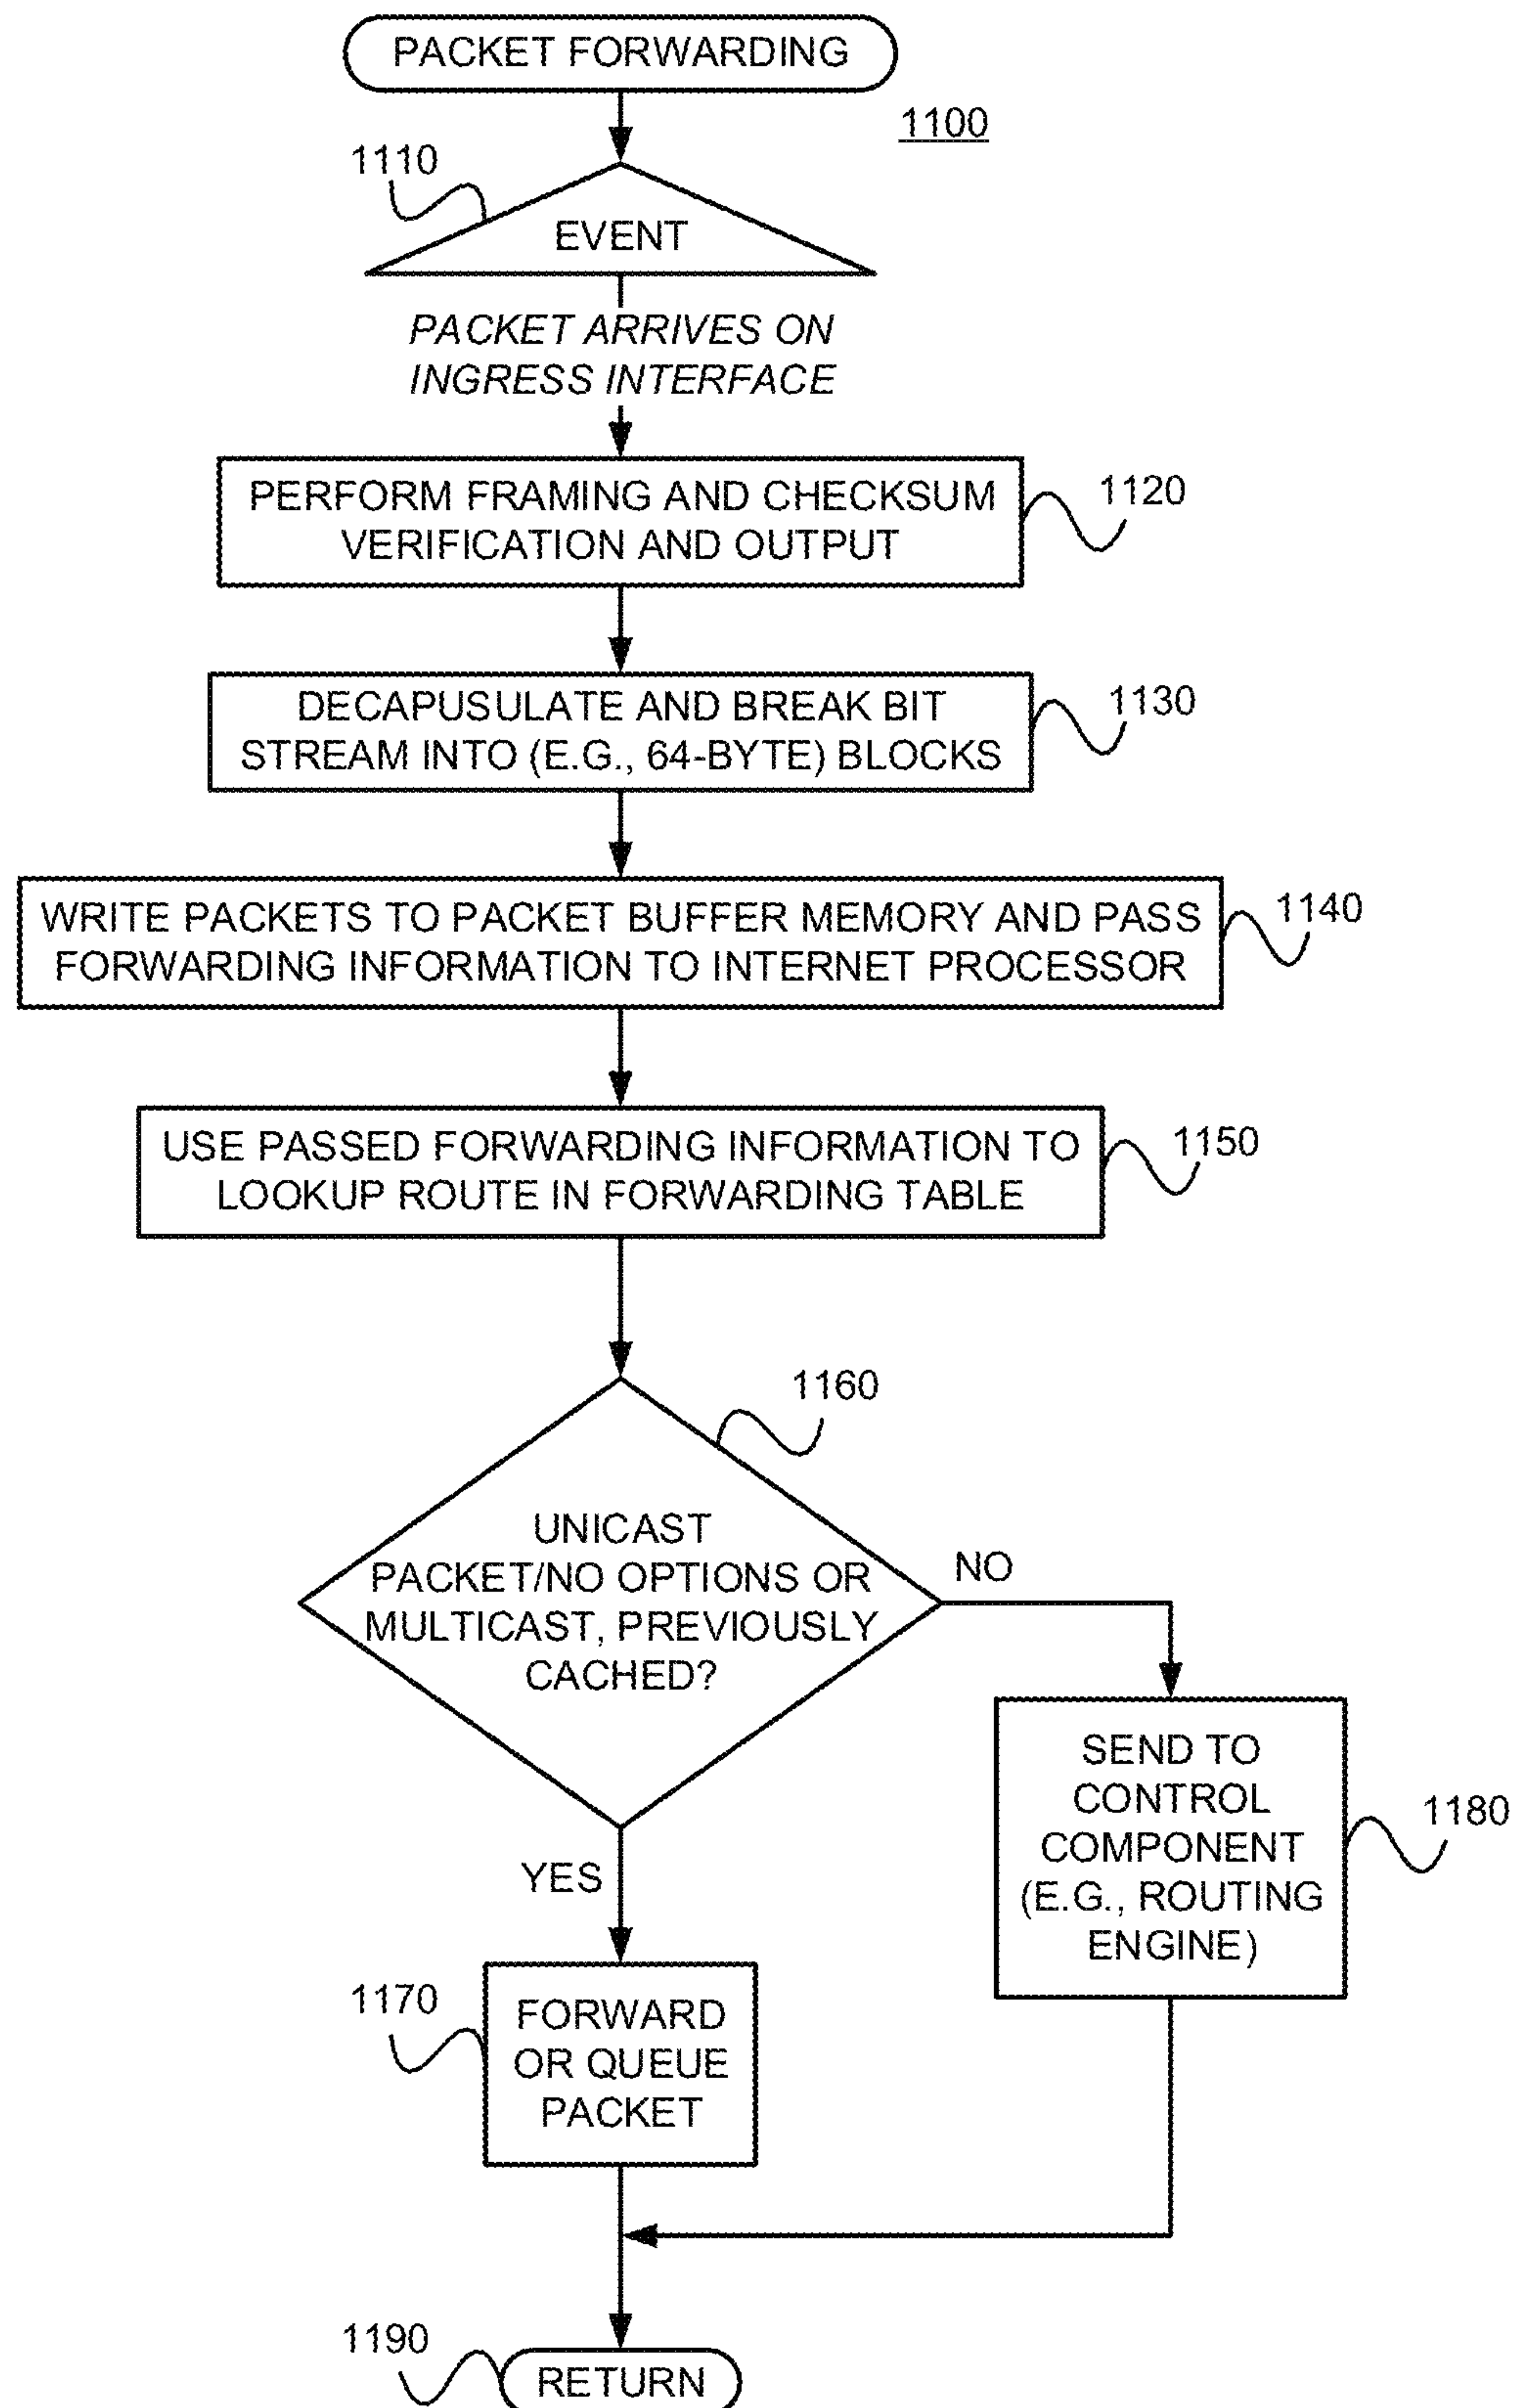 PACKET FORWARDING
1100
1110
EVENT
PACKET ARRIVES ON
INGRESS INTERFACE
PERFORM FRAMING AND CHECKSUM
VERIFICATION AND OUTPUT
1120
DECAPUSULATE AND BREAK BIT
STREAM INTO (E.G., 64-BYTE) BLOCKS
1130
WRITE PACKETS TO PACKET BUFFER MEMORY AND PASS
FORWARDING INFORMATION TO INTERNET PROCESSOR
1140
USE PASSED FORWARDING INFORMATION TO
LOOKUP ROUTE IN FORWARDING TABLE
1150
1160
UNICAST
PACKET/NO OPTIONS OR
MULTICAST, PREVIOUSLY
CACHED?
NO
SEND TO
CONTROL
COMPONENT
(E.G., ROUTING
ENGINE)
1180
YES
1170
FORWARD
OR QUEUE
PACKET
1190
RETURN